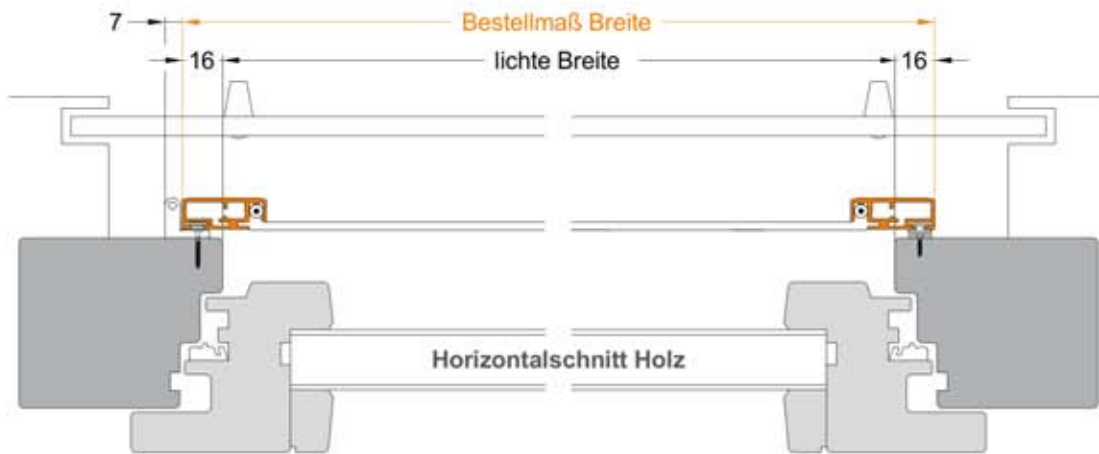 7
Bestellmaß Breite
16
lichte Breite
16
Horizontalschnitt Holz